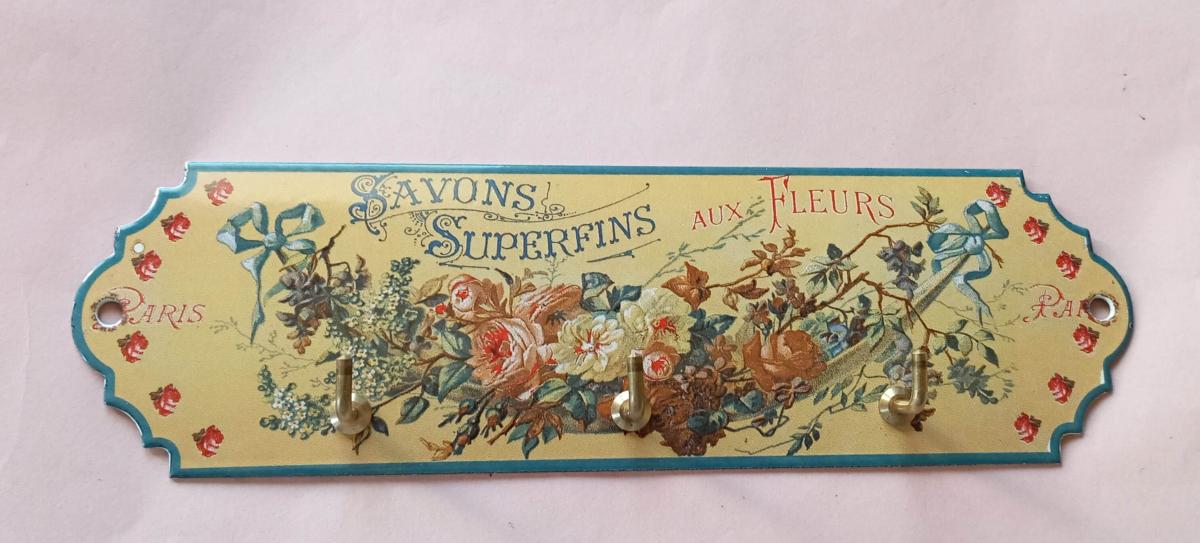 SAVONS
SUPERFINS
AUX FLEURS
PARIS